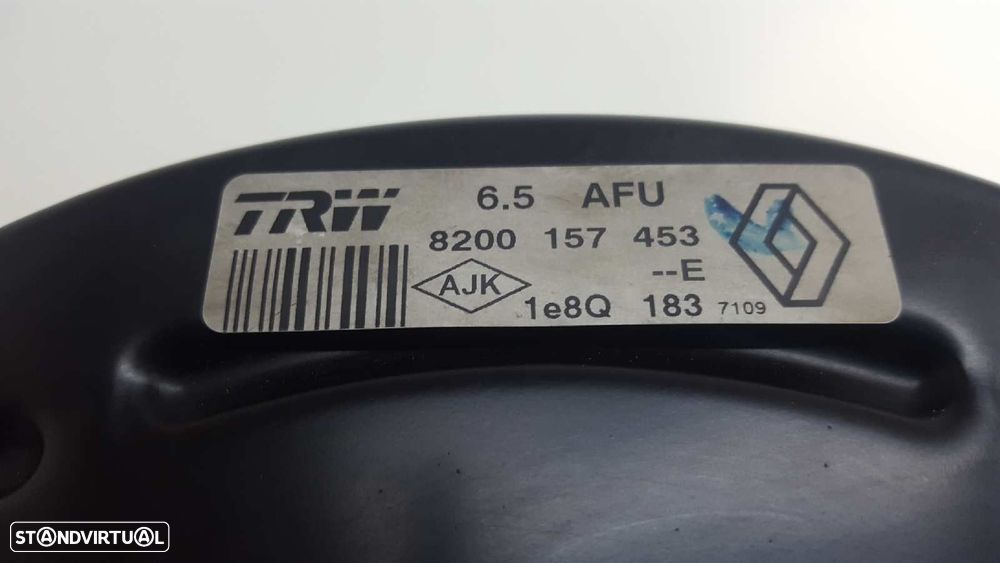 TRW 6.5 AFU
8200 157 453
--E
AJK
1e8Q 183 7109
STANDVIRTUAL